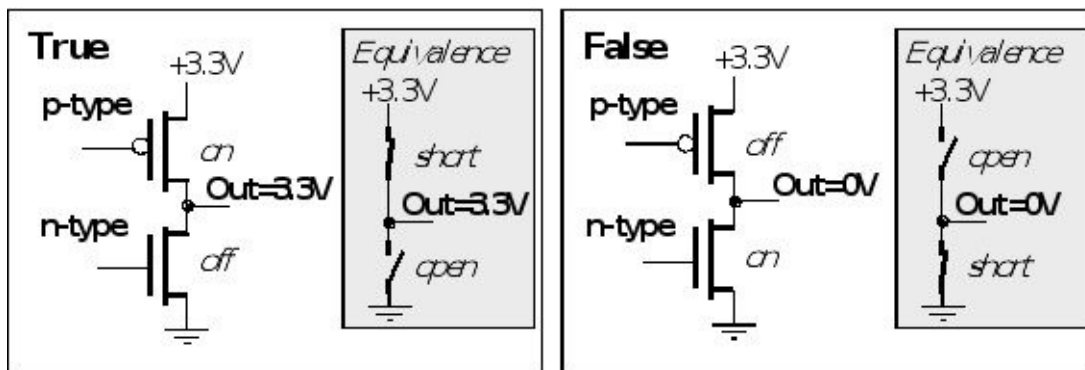 True
+3.3V
p-type
on
Out=3.3V
n-type
off
Equivalence
+3.3V
short
Out=3.3V
open
False
+3.3V
p-type
off
Out=0V
n-type
on
Equivalence
+3.3V
open
Out=0V
short